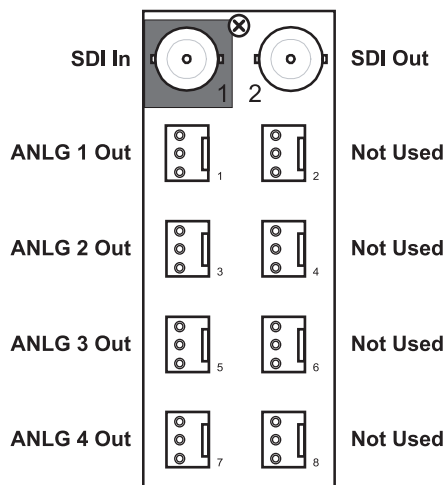 SDI In 1 2 SDI Out
ANLG 1 Out 1 2 Not Used
ANLG 2 Out 3 4 Not Used
ANLG 3 Out 5 6 Not Used
ANLG 4 Out 7 8 Not Used